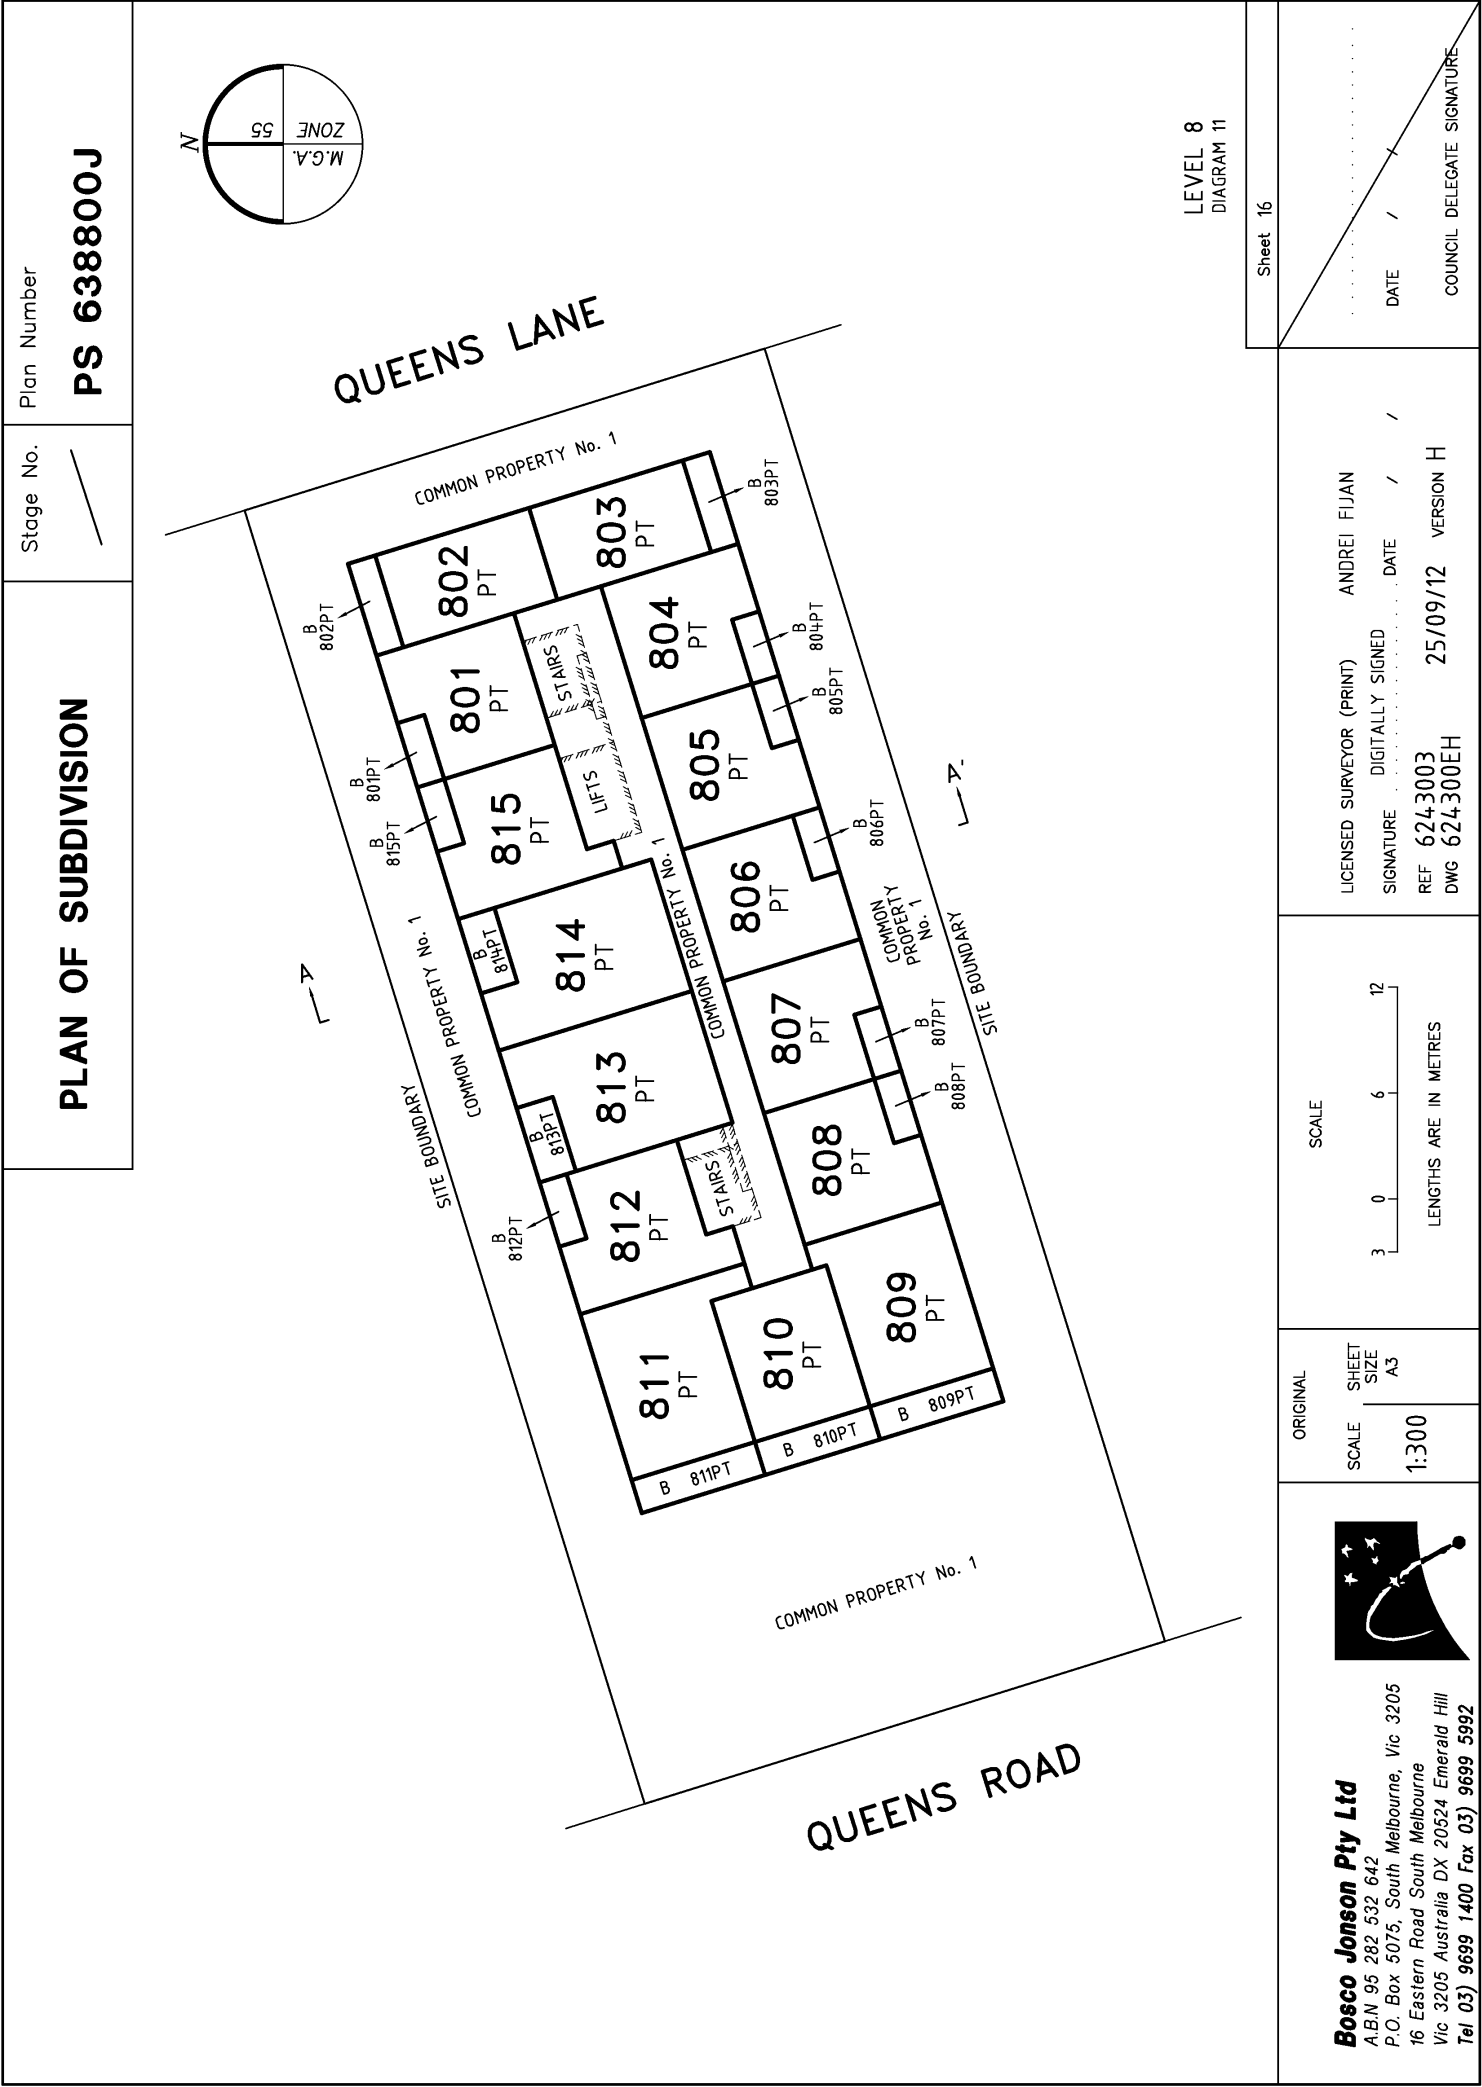 PLAN OF SUBDIVISION
Stage No.
Plan Number
PS 638800J
N
M.G.A.
55
ZONE
QUEENS LANE
COMMON PROPERTY No. 1
B
802PT
B
801PT
B
815PT
802
PT
803
PT
B
803PT
801
PT
STAIRS
804
PT
B
804PT
815
PT
LIFTS
805
PT
B
805PT
A
SITE BOUNDARY
COMMON PROPERTY No. 1
B
814PT
814
PT
COMMON PROPERTY No. 1
806
PT
B
806PT
A'
COMMON
PROPERTY
No. 1
SITE BOUNDARY
B
813PT
813
PT
807
PT
B
807PT
B
812PT
812
PT
STAIRS
808
PT
B
808PT
811
PT
810
PT
809
PT
B 811PT
B 810PT
B 809PT
COMMON PROPERTY No. 1
QUEENS ROAD
LEVEL 8
DIAGRAM 11
Sheet 16
Bosco Jonson Pty Ltd
A.B.N 95 282 532 642
P.O. Box 5075, South Melbourne, Vic 3205
16 Eastern Road South Melbourne
Vic 3205 Australia DX 20524 Emerald Hill
Tel 03) 9699 1400 Fax 03) 9699 5992
ORIGINAL
SCALE
1:300
SHEET
SIZE
A3
SCALE
3 0 6 12
LENGTHS ARE IN METRES
LICENSED SURVEYOR (PRINT) ANDREI FIJAN
SIGNATURE DIGITALLY SIGNED DATE / /
REF 6243003
25/09/12 VERSION H
DWG 624300EH
DATE / /
COUNCIL DELEGATE SIGNATURE